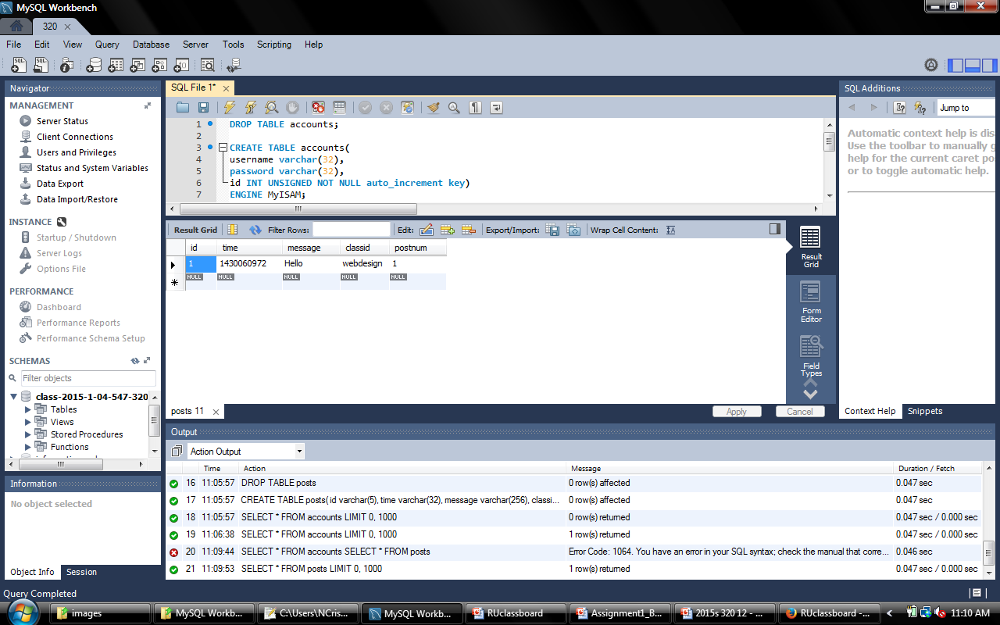 MySQL Workbench
320
File Edit View Query Database Server Tools Scripting Help
Navigator
MANAGEMENT
Server Status
Client Connections
Users and Privileges
Status and System Variables
Data Export
Data Import/Restore
INSTANCE
Startup / Shutdown
Server Logs
Options File
PERFORMANCE
Dashboard
Performance Reports
Performance Schema Setup
SCHEMAS
Filter objects
class-2015-1-04-547-320
Tables
Views
Stored Procedures
Functions
Information
No object selected
Object Info Session
SQL File 1*
1 DROP TABLE accounts;
2
3 CREATE TABLE accounts(
4 username varchar(32),
5 password varchar(32),
6 id INT UNSIGNED NOT NULL auto_increment key)
7 ENGINE MyISAM;
Result Grid Filter Rows: Edit: Export/Import: Wrap Cell Content:
id time message classid postnum
1 1430060972 Hello webdesign 1
NULL NULL NULL NULL NULL
Result Grid
Form Editor
Field Types
posts 11 Apply Cancel
SQL Additions
Jump to
Automatic context help is dis
Use the toolbar to manually g
help for the current caret po
or to toggle automatic help.
Context Help Snippets
Output
Action Output
Time Action Message Duration / Fetch
16 11:05:57 DROP TABLE posts 0 row(s) affected 0.047 sec
17 11:05:57 CREATE TABLE posts( id varchar(5), time varchar(32), message varchar(256), classi... 0 row(s) affected 0.047 sec
18 11:05:57 SELECT * FROM accounts LIMIT 0, 1000 0 row(s) returned 0.047 sec / 0.000 sec
19 11:06:38 SELECT * FROM accounts LIMIT 0, 1000 1 row(s) returned 0.047 sec / 0.000 sec
20 11:09:44 SELECT * FROM accounts SELECT * FROM posts Error Code: 1064. You have an error in your SQL syntax; check the manual that corre... 0.046 sec
21 11:09:53 SELECT * FROM posts LIMIT 0, 1000 1 row(s) returned 0.047 sec / 0.000 sec
Query Completed
images MySQL Workb... C:\Users\NCris... MySQL Workb... RUclassboard Assignment1_B... 2015s 320 12 - ... RUclassboard -... 11:10 AM